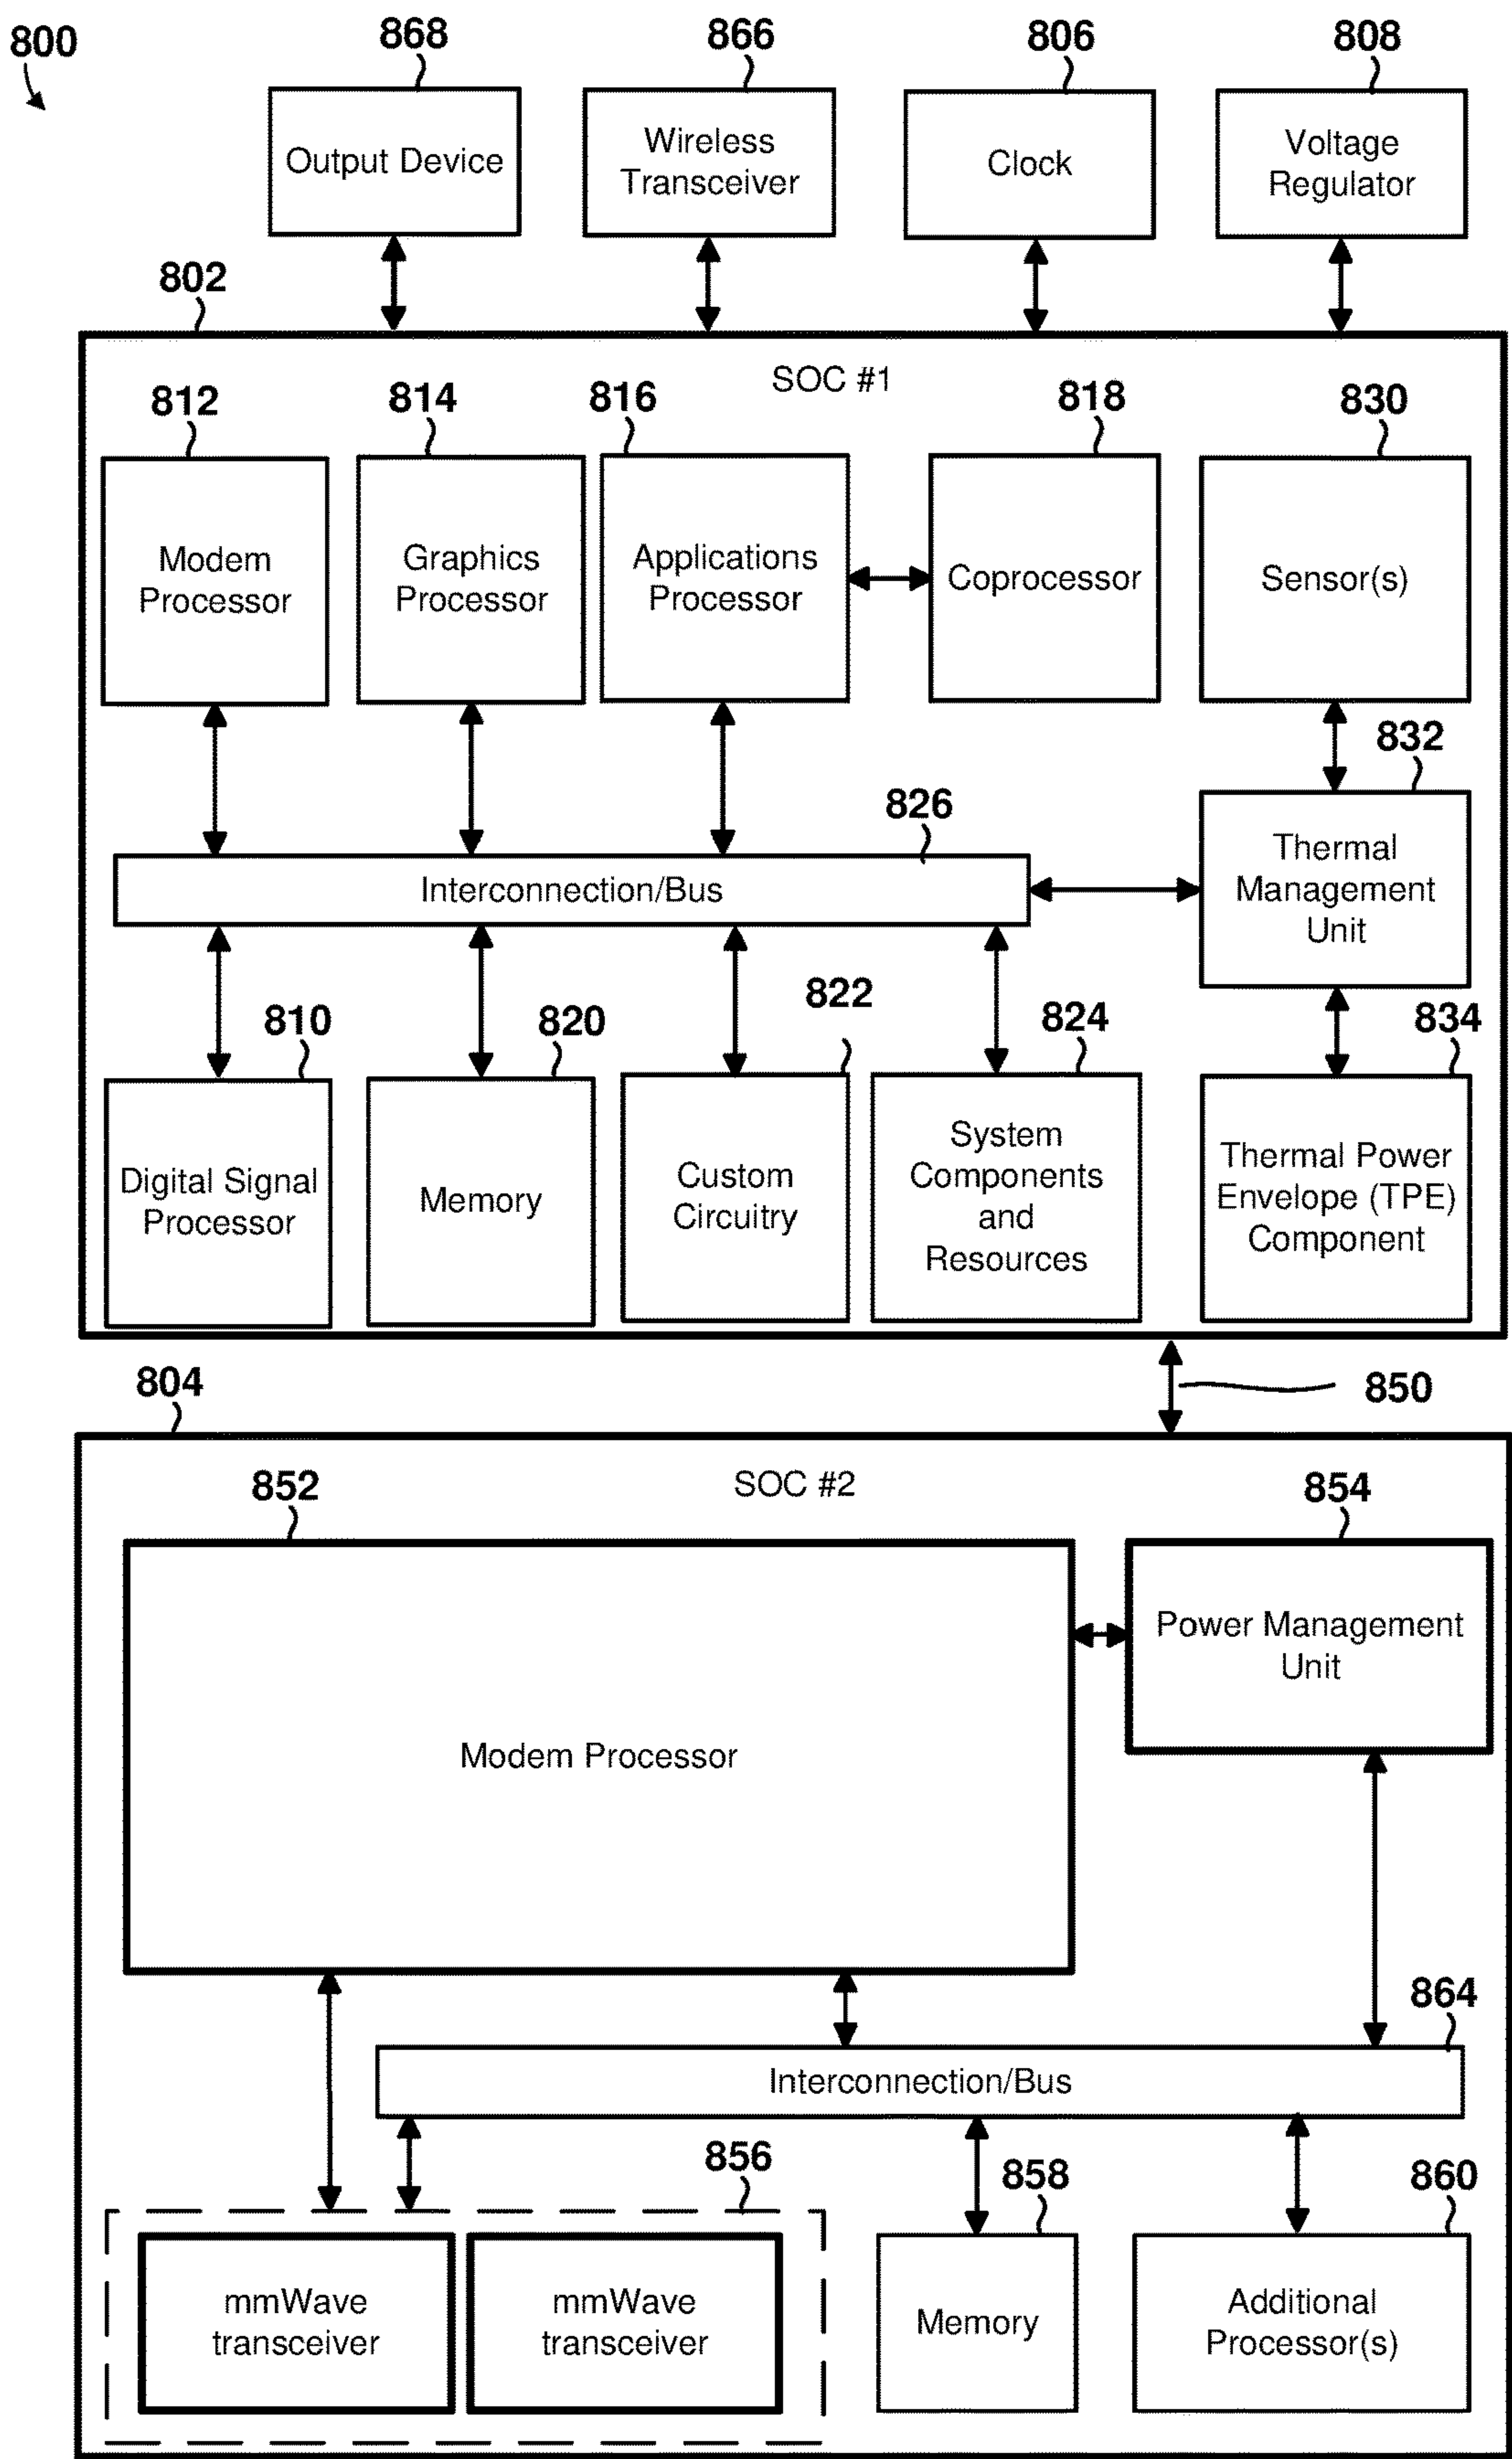 800
868
866
806
808
Output Device
Wireless
Transceiver
Clock
Voltage
Regulator
802
SOC #1
812
814
816
818
830
Modem
Processor
Graphics
Processor
Applications
Processor
Coprocessor
Sensor(s)
832
826
Interconnection/Bus
Thermal
Management
Unit
810
820
822
824
834
Digital Signal
Processor
Memory
Custom
Circuitry
System
Components
and
Resources
Thermal Power
Envelope (TPE)
Component
850
804
SOC #2
852
854
Modem Processor
Power Management
Unit
864
Interconnection/Bus
856
858
860
mmWave
transceiver
mmWave
transceiver
Memory
Additional
Processor(s)